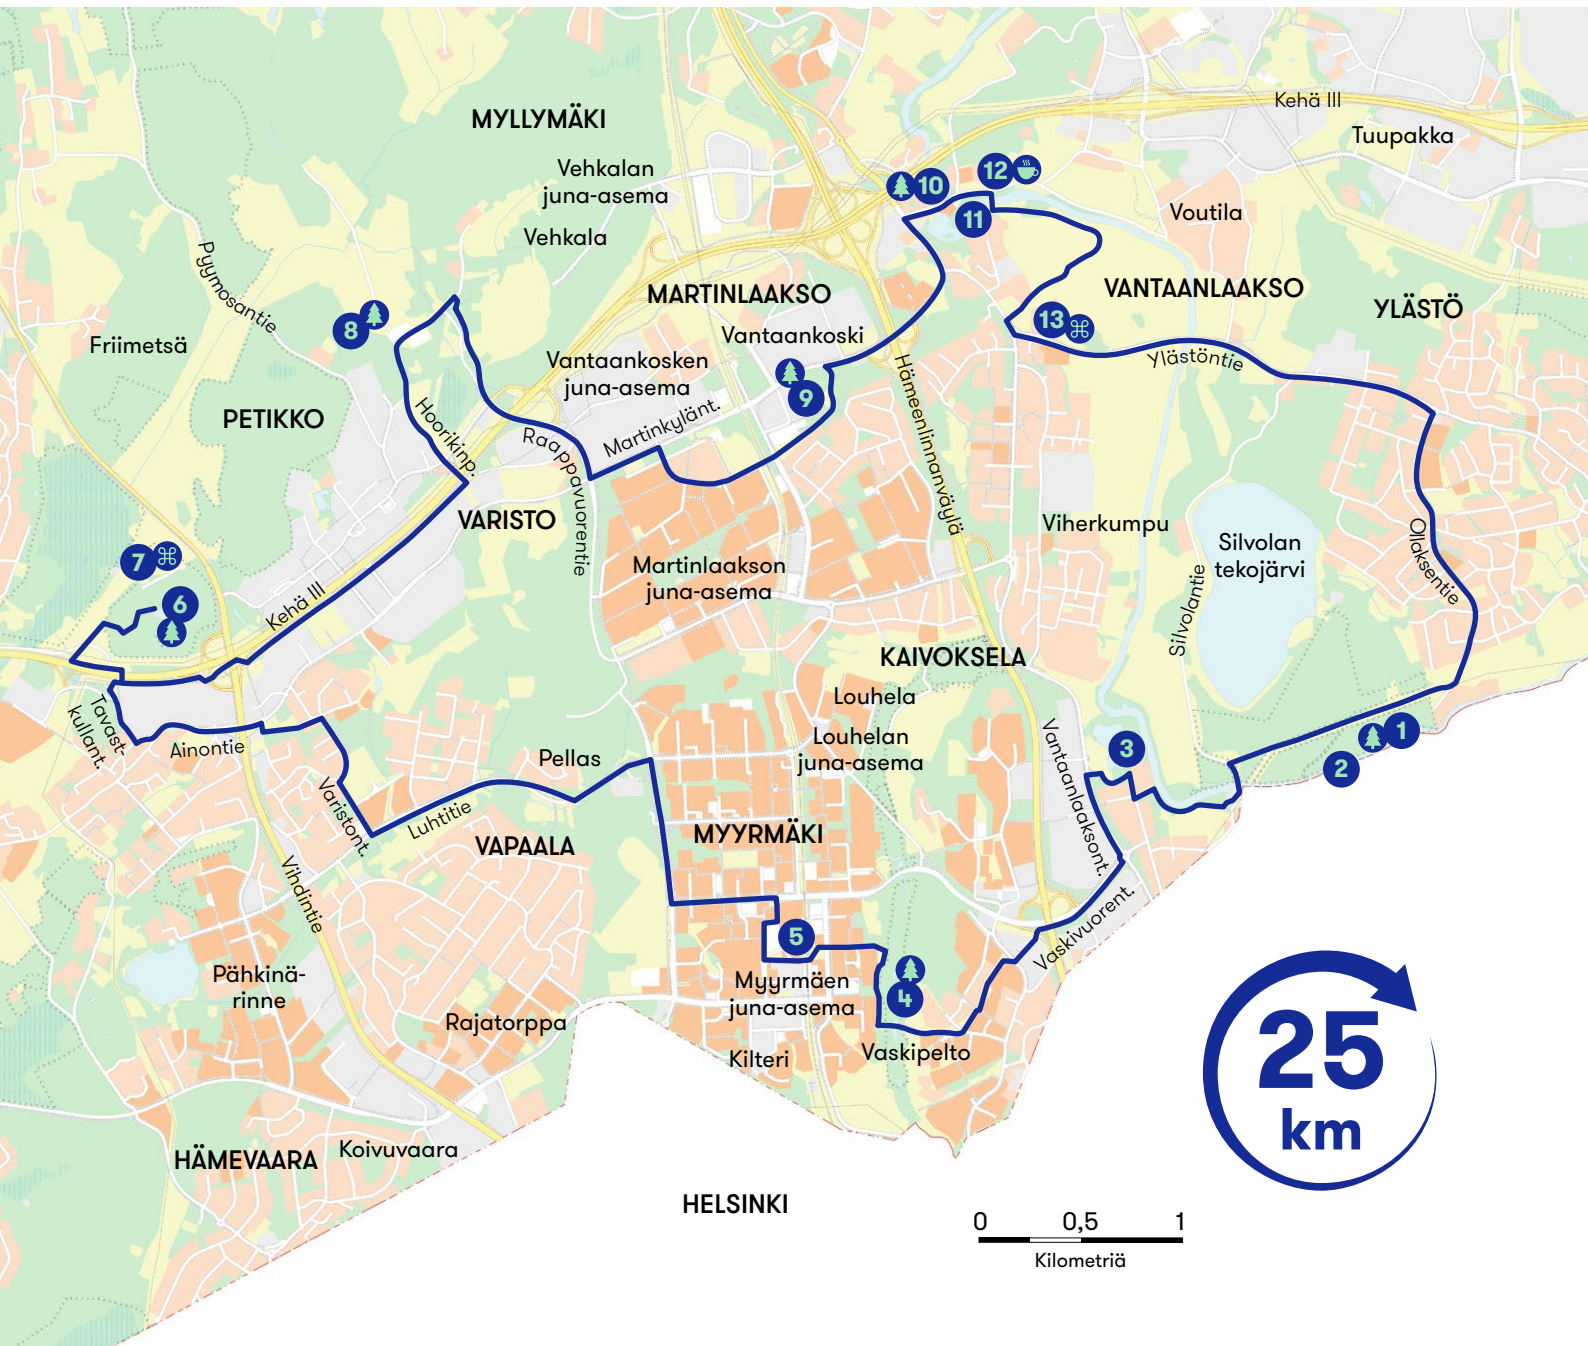 Kehä III
Tuupakka
MYLLYMÄKI
Vehkalan
juna-asema
Vehkala
10
12
11
Voutila
Pyymosantie
MARTINLAAKSO
VANTAANLAAKSO
YLÄSTÖ
8
Friimetsä
Vantaankoski
13
Vantaankosken
juna-asema
Ylästöntie
9
Hämeenlinnanväylä
PETIKKO
Hoorikinp.
Raappavuorentie
Martinkylänt.
VARISTO
Viherkumpu
Silvolan
tekojärvi
Ollaksentie
7
Martinlaakson
juna-asema
6
Kehä III
Silvolantie
KAIVOKSELA
Louhela
Tavast-
kullant.
Ainontie
Pellas
Louhelan
juna-asema
Vantaanlaaksont.
3
1
2
Varistont.
Luhtitie
VAPAALA
MYYRMÄKI
Vihdintie
Vaskivuorent.
5
Pähkinä-
rinne
Myyrmäen
juna-asema
4
Rajatorppa
Kilteri
Vaskipelto
25
km
HÄMEVAARA
Koivuvaara
HELSINKI
0 0,5 1
Kilometriä